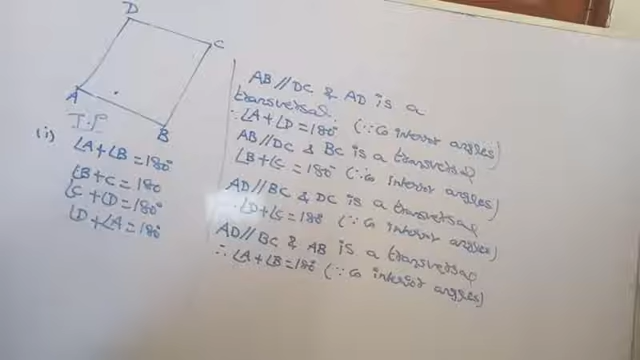 D
C
A
B
I.P
(i) ∠A+∠B=180°
∠B+C=180
∠C+∠D=180°
∠D+∠A=180
AB//DC & AD is a
transversal
∴∠A+∠D=180° (∵Co interior angles)
AB//DC & BC is a transversal
∠B+∠C=180° (∵Co interior angles)
AD//BC & DC is a transversal
∴∠D+∠C=180° (∵Co interior angles)
AD//BC & AB is a transversal
∴∠A+∠B=180° (∵Co interior angles)